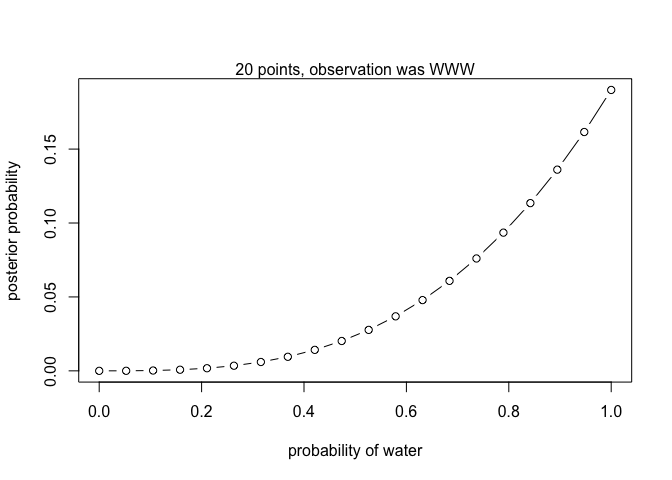 20 points, observation was WWW
posterior probability
0.15
0.10
0.05
0.00
0.0 0.2 0.4 0.6 0.8 1.0
probability of water